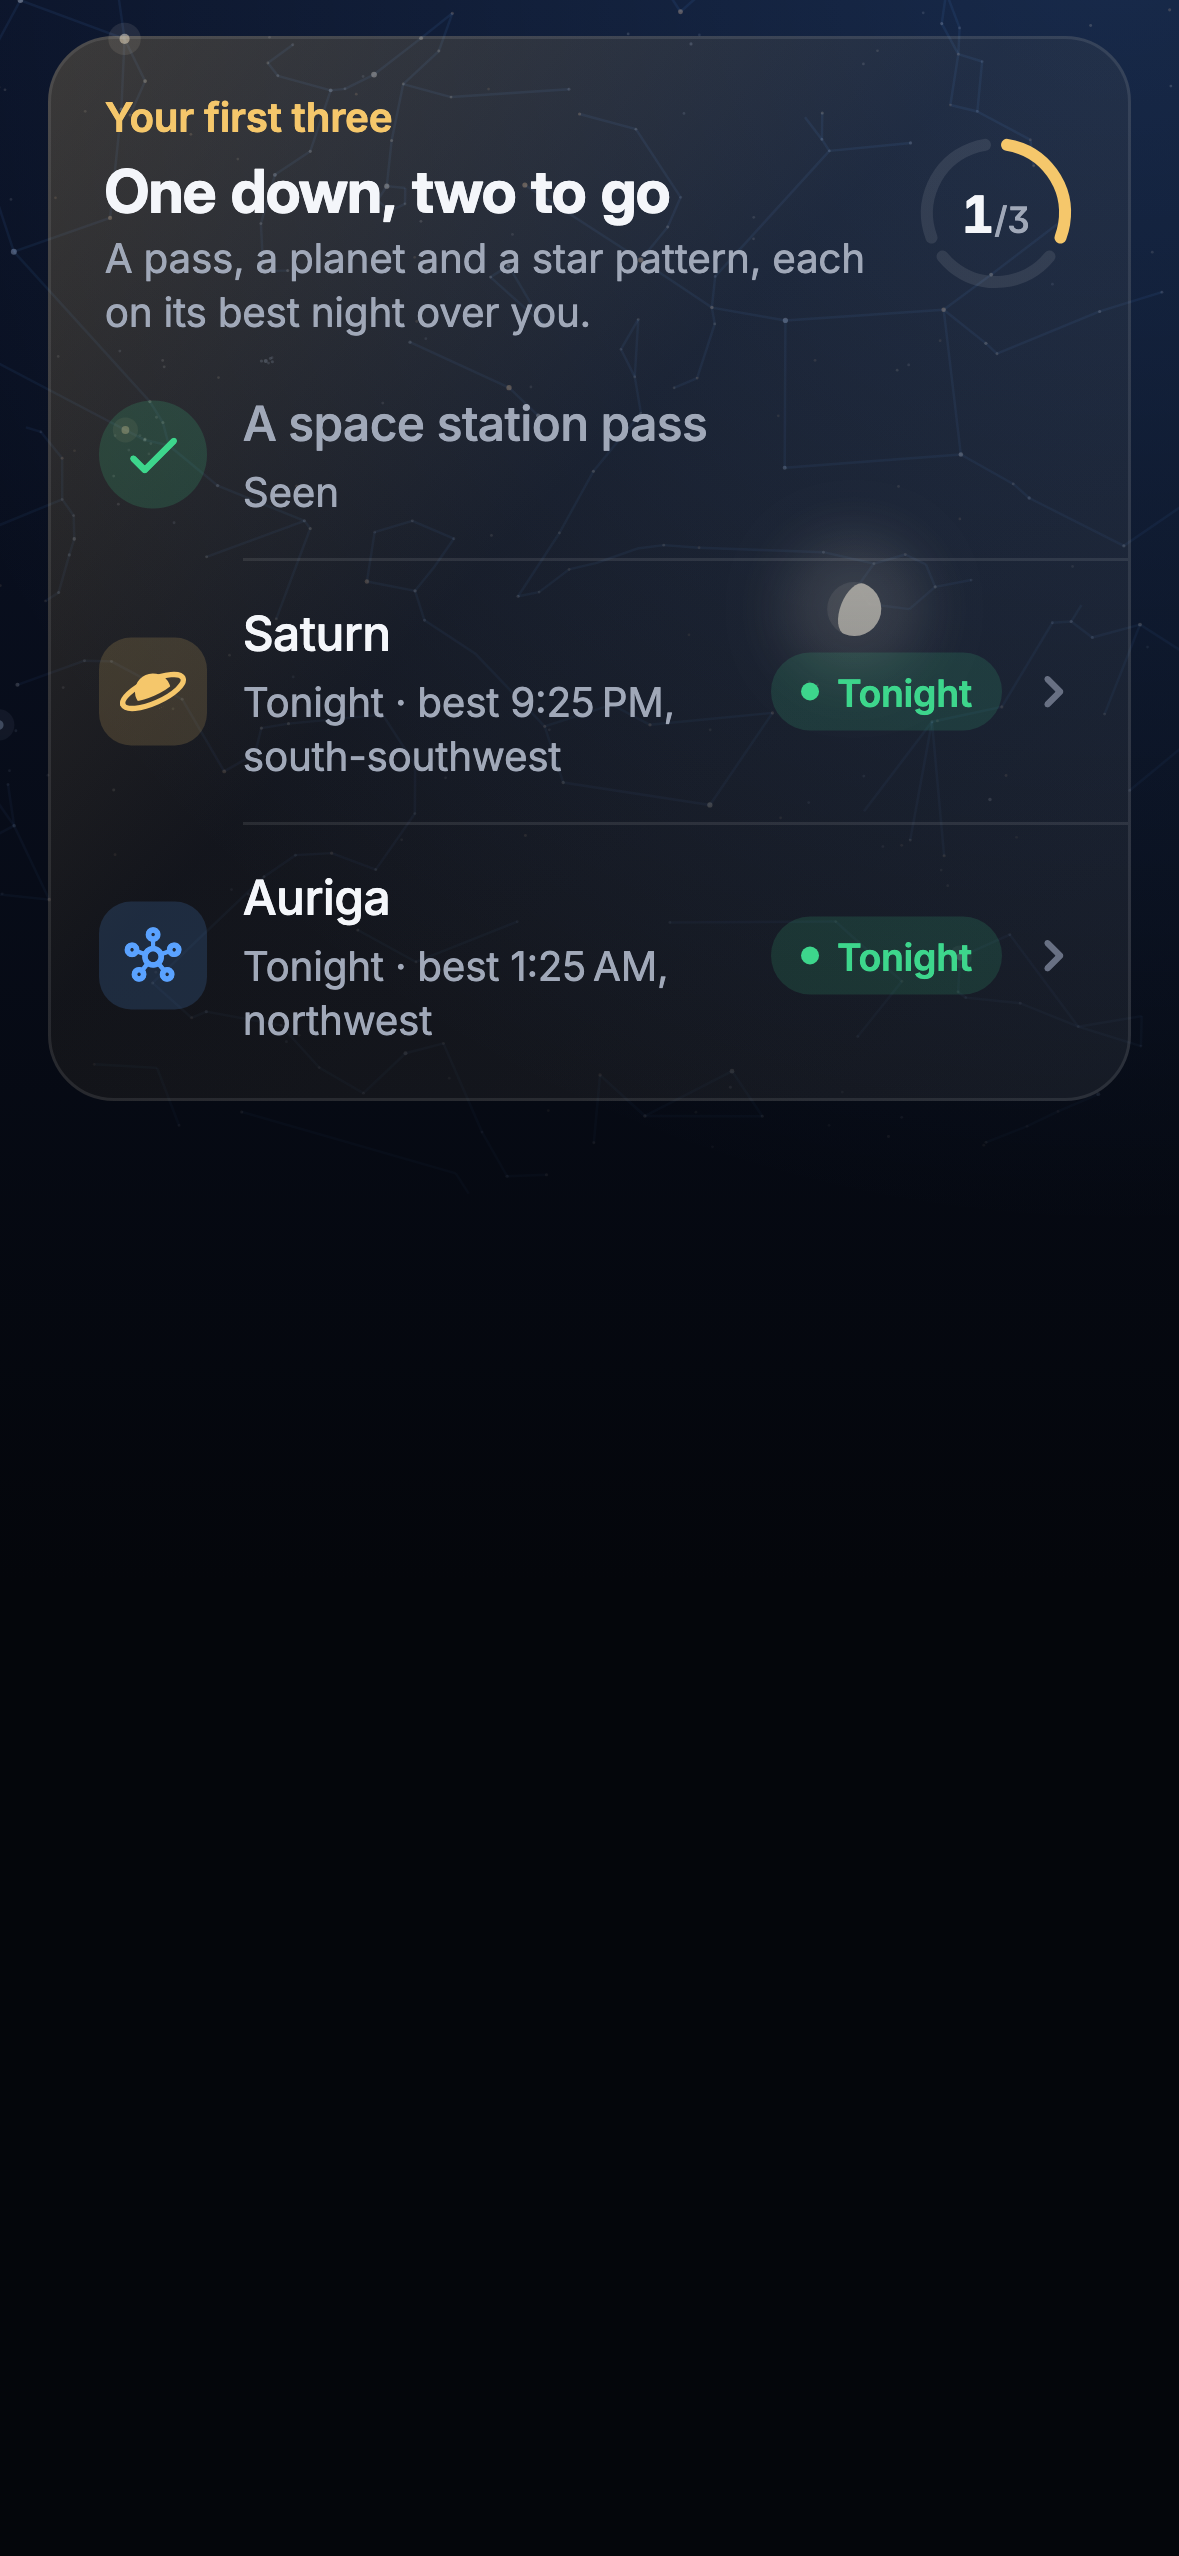 Your first three
One down, two to go
A pass, a planet and a star pattern, each
on its best night over you.
1/3
A space station pass
Seen
Saturn
Tonight · best 9:25 PM,
south-southwest
Tonight
Auriga
Tonight · best 1:25 AM,
northwest
Tonight